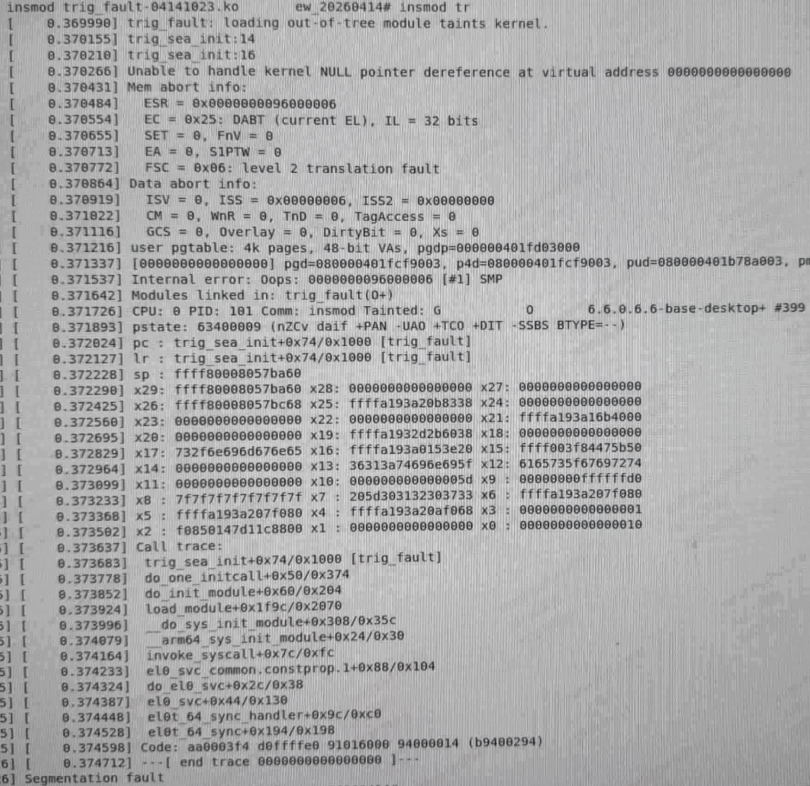 insmod trig_fault-04141023.ko ew_20260414# insmod tr
[ 0.369990] trig_fault: loading out-of-tree module taints kernel.
[ 0.370155] trig_sea_init:14
[ 0.370210] trig_sea_init:16
[ 0.370266] Unable to handle kernel NULL pointer dereference at virtual address 0000000000000000
[ 0.370431] Mem abort info:
[ 0.370484] ESR = 0x0000000096000006
[ 0.370554] EC = 0x25: DABT (current EL), IL = 32 bits
[ 0.370655] SET = 0, FnV = 0
[ 0.370713] EA = 0, S1PTW = 0
[ 0.370772] FSC = 0x06: level 2 translation fault
[ 0.370864] Data abort info:
[ 0.370919] ISV = 0, ISS = 0x00000006, ISS2 = 0x00000000
[ 0.371022] CM = 0, WnR = 0, TnD = 0, TagAccess = 0
[ 0.371116] GCS = 0, Overlay = 0, DirtyBit = 0, Xs = 0
[ 0.371216] user pgtable: 4k pages, 48-bit VAs, pgdp=000000401fd03000
] [ 0.371337] [0000000000000000] pgd=080000401fcf9003, p4d=080000401fcf9003, pud=080000401b78a003, pm
] [ 0.371537] Internal error: Oops: 0000000096000006 [#1] SMP
] [ 0.371642] Modules linked in: trig_fault(O+)
] [ 0.371726] CPU: 0 PID: 101 Comm: insmod Tainted: G O 6.6.0.6.6-base-desktop+ #399
] [ 0.371893] pstate: 63400009 (nZCv daif +PAN -UAO +TCO +DIT -SSBS BTYPE=--)
] [ 0.372024] pc : trig_sea_init+0x74/0x1000 [trig_fault]
] [ 0.372127] lr : trig_sea_init+0x74/0x1000 [trig_fault]
] [ 0.372228] sp : ffff80008057ba60
] [ 0.372290] x29: ffff80008057ba60 x28: 0000000000000000 x27: 0000000000000000
] [ 0.372425] x26: ffff80008057bc68 x25: ffffa193a20b8338 x24: 0000000000000000
] [ 0.372560] x23: 0000000000000000 x22: 0000000000000000 x21: ffffa193a16b4000
] [ 0.372695] x20: 0000000000000000 x19: ffffa1932d2b6038 x18: 0000000000000000
] [ 0.372829] x17: 732f6e696d676e65 x16: ffffa193a0153e20 x15: ffff003f84475b50
] [ 0.372964] x14: 0000000000000000 x13: 36313a74696e695f x12: 6165735f67697274
] [ 0.373099] x11: 0000000000000000 x10: 000000000000005d x9 : 00000000ffffffd0
] [ 0.373233] x8 : 7f7f7f7f7f7f7f7f x7 : 205d303132303733 x6 : ffffa193a207f080
] [ 0.373368] x5 : ffffa193a207f080 x4 : ffffa193a20af068 x3 : 0000000000000001
] [ 0.373502] x2 : f0850147d11c8800 x1 : 0000000000000000 x0 : 0000000000000010
] [ 0.373637] Call trace:
5] [ 0.373683] trig_sea_init+0x74/0x1000 [trig_fault]
5] [ 0.373778] do_one_initcall+0x50/0x374
5] [ 0.373852] do_init_module+0x60/0x204
5] [ 0.373924] load_module+0x1f9c/0x2070
5] [ 0.373996] __do_sys_init_module+0x308/0x35c
5] [ 0.374079] __arm64_sys_init_module+0x24/0x30
5] [ 0.374164] invoke_syscall+0x7c/0xfc
5] [ 0.374233] el0_svc_common.constprop.1+0x88/0x104
5] [ 0.374324] do_el0_svc+0x2c/0x38
5] [ 0.374387] el0_svc+0x44/0x130
5] [ 0.374448] el0t_64_sync_handler+0x9c/0xc0
5] [ 0.374528] el0t_64_sync+0x194/0x198
5] [ 0.374598] Code: aa0003f4 d0ffffe0 91016000 94000014 (b9400294)
6] [ 0.374712] ---[ end trace 0000000000000000 ]---
6] Segmentation fault